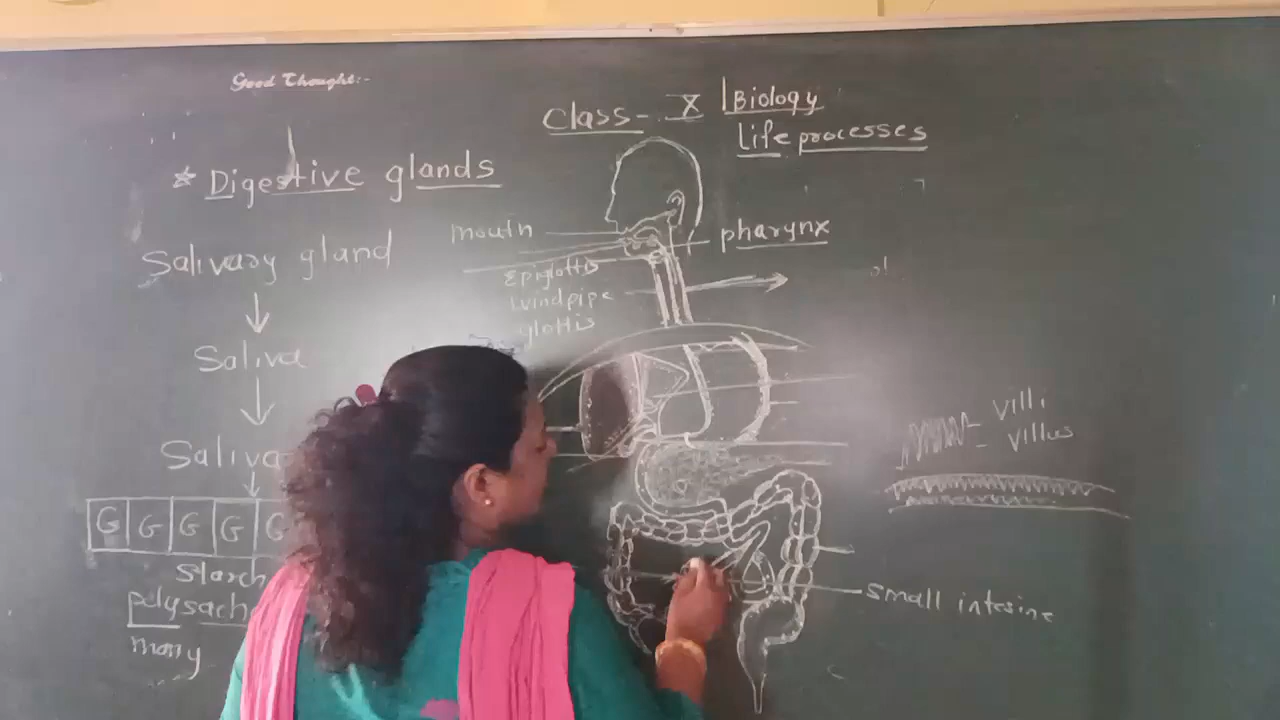 Good Thought:-
Class - X Biology
Life processes
* Digestive glands
Salivary gland
Saliva
Saliva
G G G G G
Starch
polysach
many
mouth
pharynx
Epiglottis
windpipe
glottis
villi
villus
small intesine